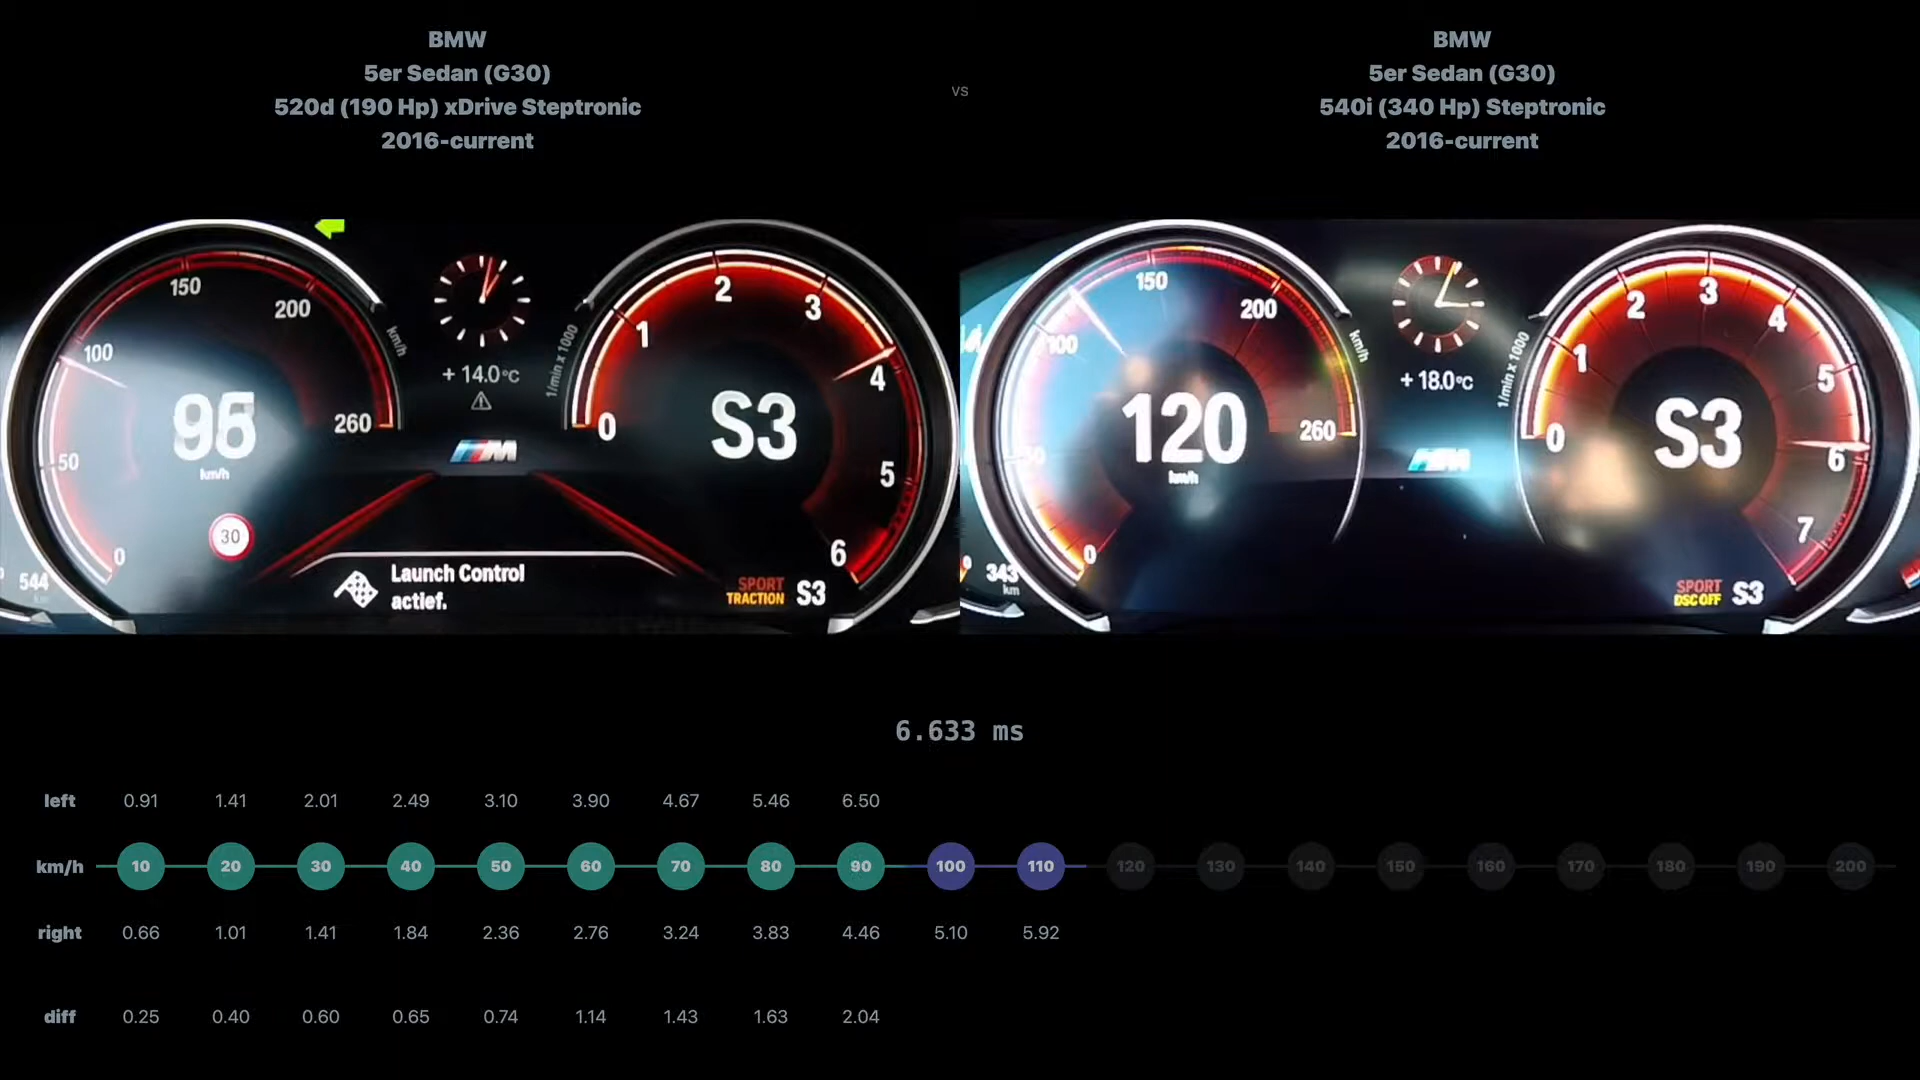 BMW
5er Sedan (G30)
520d (190 Hp) xDrive Steptronic
2016-current
vs
BMW
5er Sedan (G30)
540i (340 Hp) Steptronic
2016-current
0 50 100 150 200 260
km/h
km/h
30
544
km
+ 14.0°C
M
Launch Control
actief.
1/min x 1000
0 1 2 3 4 5 6
S3
SPORT
TRACTION
S3
0 50 100 150 200 260
km/h
120
km/h
343
km
+ 18.0°C
M
1/min x 1000
0 1 2 3 4 5 6 7
S3
SPORT
DSC OFF
S3
6.633 ms
left 0.91 1.41 2.01 2.49 3.10 3.90 4.67 5.46 6.50
km/h 10 20 30 40 50 60 70 80 90 100 110 120 130 140 150 160 170 180 190 200
right 0.66 1.01 1.41 1.84 2.36 2.76 3.24 3.83 4.46 5.10 5.92
diff 0.25 0.40 0.60 0.65 0.74 1.14 1.43 1.63 2.04